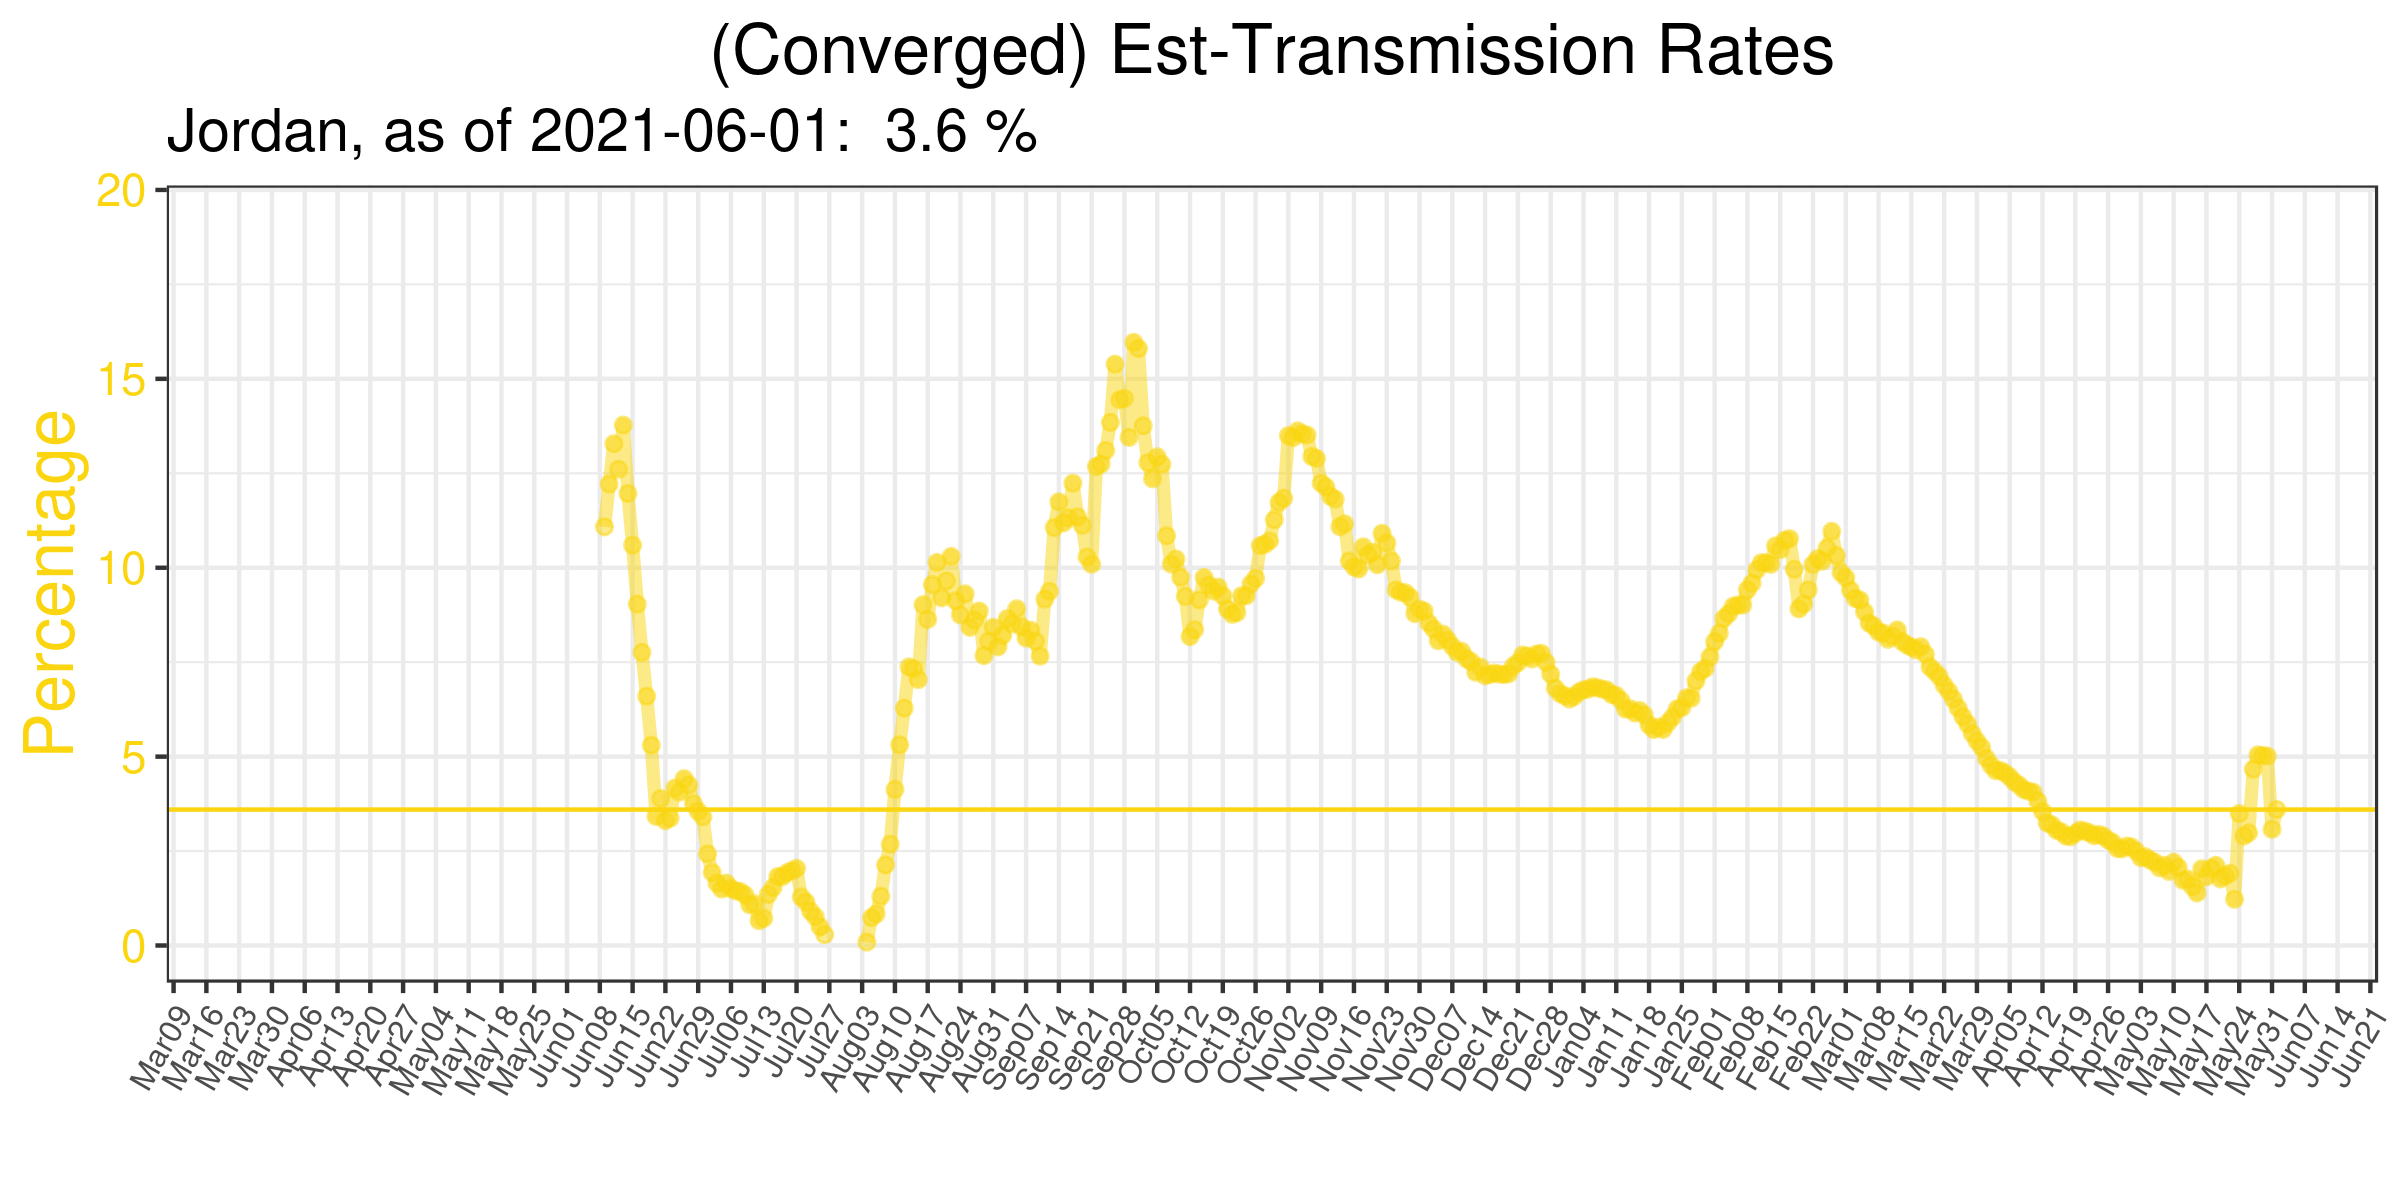 (Converged) Est-Transmission Rates
Jordan, as of 2021-06-01:  3.6 %
Percentage
20
15
10
5
0
Mar09
Mar16
Mar23
Mar30
Apr06
Apr13
Apr20
Apr27
May04
May11
May18
May25
Jun01
Jun08
Jun15
Jun22
Jun29
Jul06
Jul13
Jul20
Jul27
Aug03
Aug10
Aug17
Aug24
Aug31
Sep07
Sep14
Sep21
Sep28
Oct05
Oct12
Oct19
Oct26
Nov02
Nov09
Nov16
Nov23
Nov30
Dec07
Dec14
Dec21
Dec28
Jan04
Jan11
Jan18
Jan25
Feb01
Feb08
Feb15
Feb22
Mar01
Mar08
Mar15
Mar22
Mar29
Apr05
Apr12
Apr19
Apr26
May03
May10
May17
May24
May31
Jun07
Jun14
Jun21